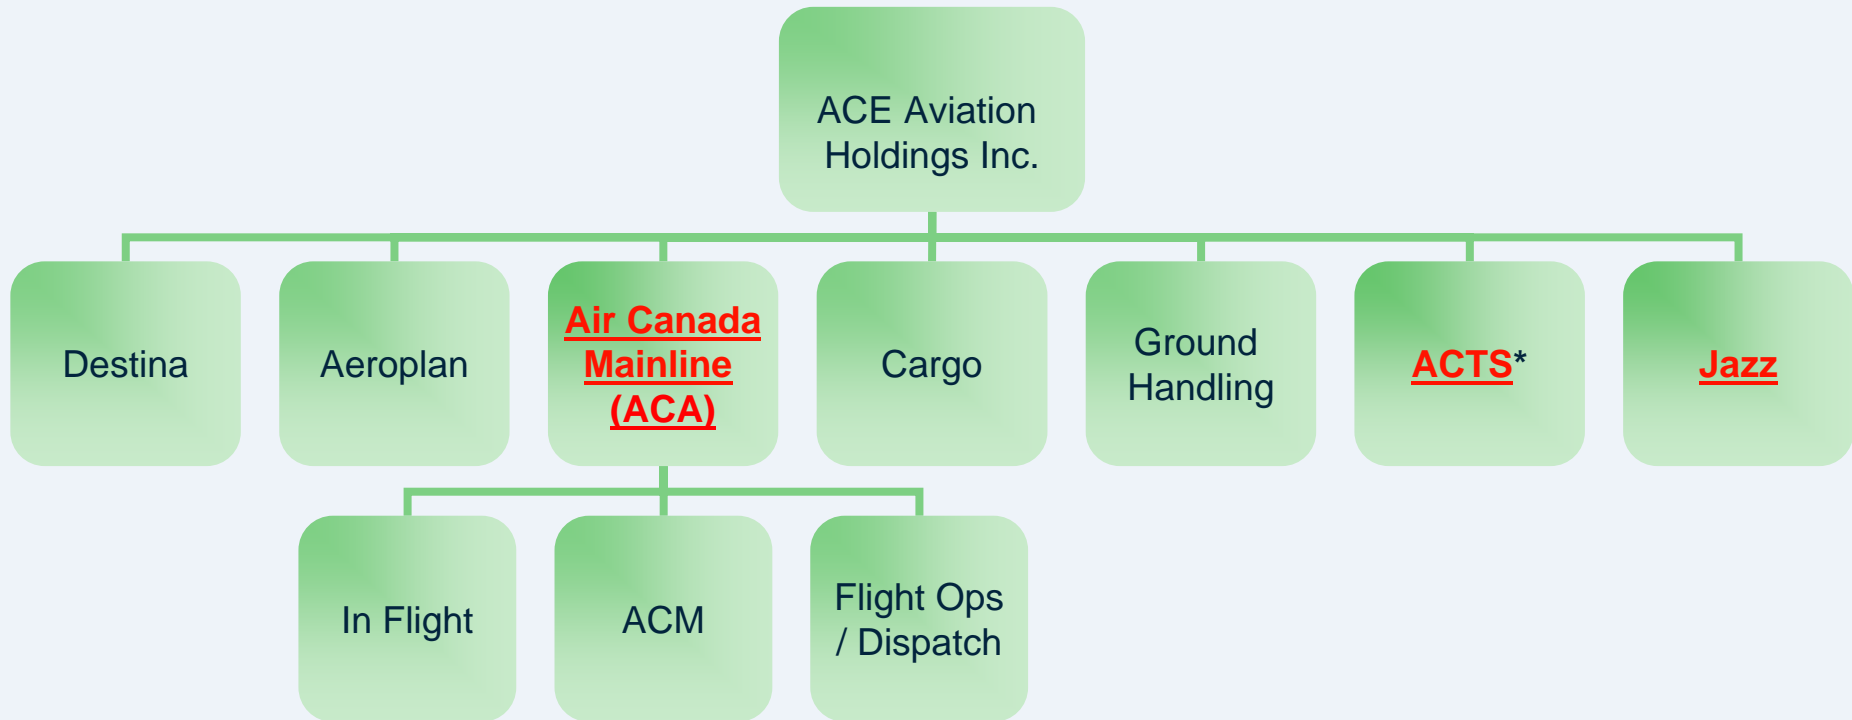 ACE Aviation
Holdings Inc.
Destina
Aeroplan
Air Canada
Mainline
(ACA)
Cargo
Ground
Handling
ACTS*
Jazz
In Flight
ACM
Flight Ops
/ Dispatch